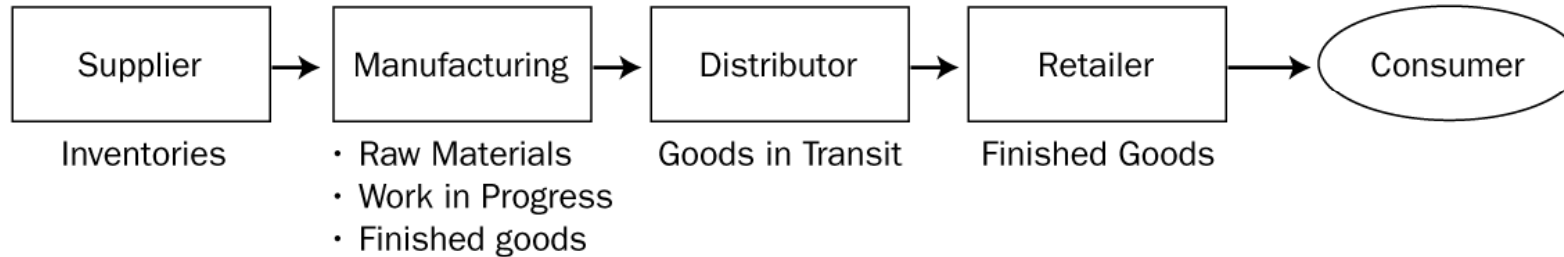 Supplier
Manufacturing
Distributor
Retailer
Consumer
Inventories
· Raw Materials
· Work in Progress
· Finished goods
Goods in Transit
Finished Goods